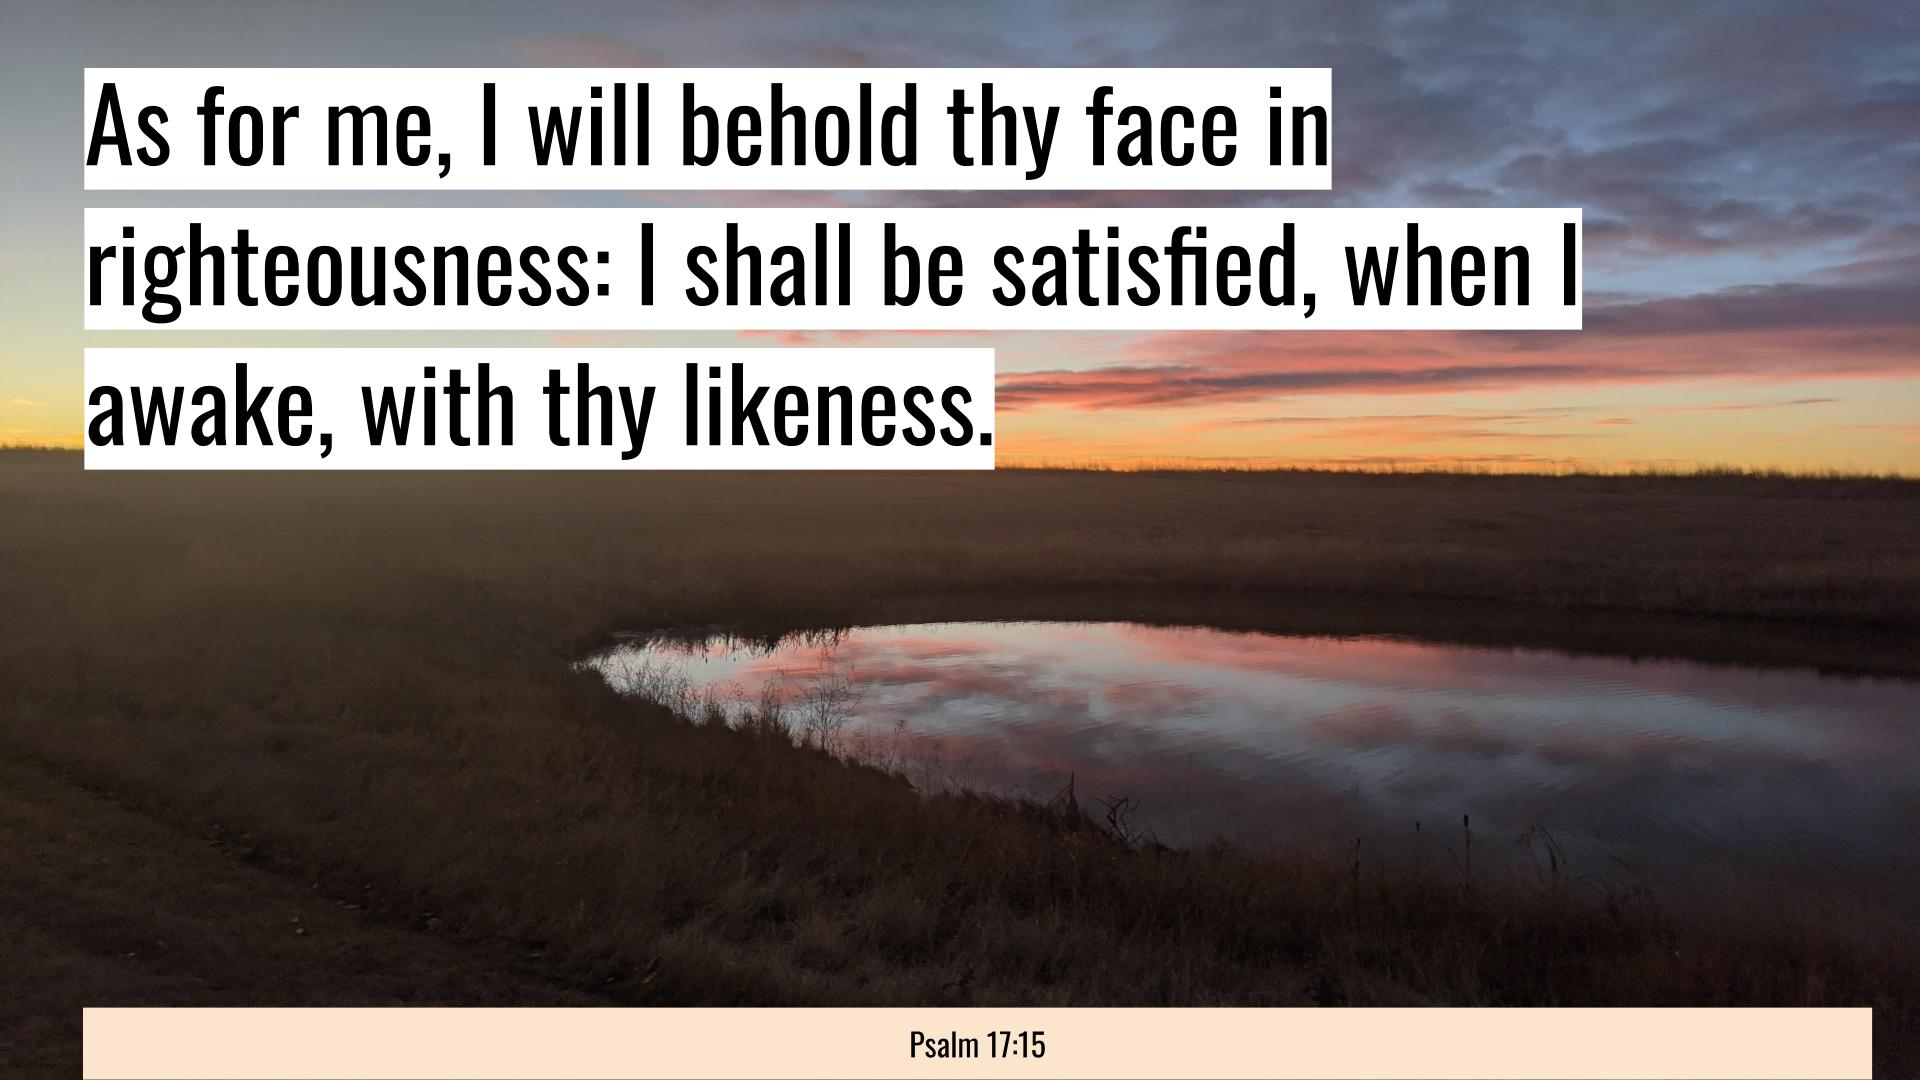 As for me, I will behold thy face in
righteousness: I shall be satisfied, when I
awake, with thy likeness.
Psalm 17:15